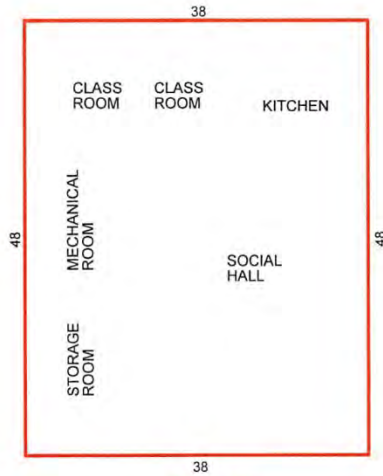 38
CLASS
ROOM
CLASS
ROOM
KITCHEN
MECHANICAL
ROOM
48
48
SOCIAL
HALL
STORAGE
ROOM
38